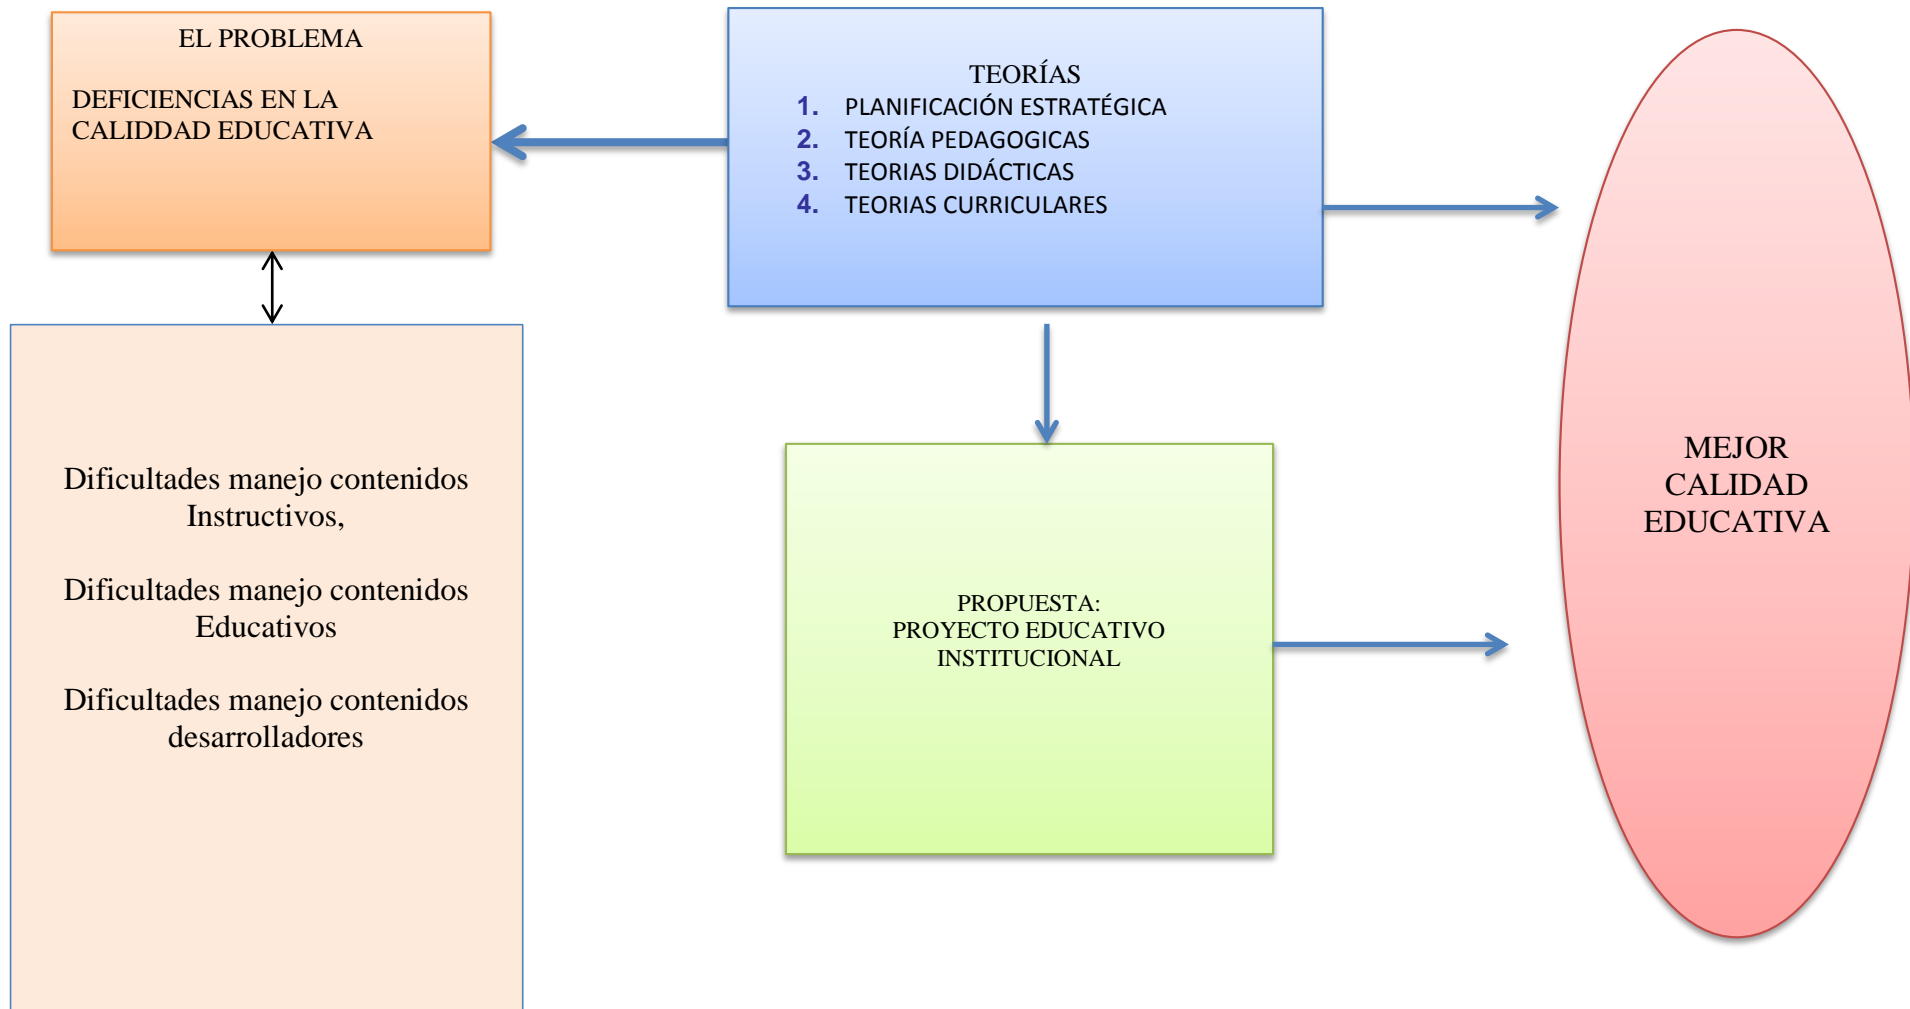 EL PROBLEMA
DEFICIENCIAS EN LA
CALIDDAD EDUCATIVA
TEORÍAS
1. PLANIFICACIÓN ESTRATÉGICA
2. TEORÍA PEDAGOGICAS
3. TEORIAS DIDÁCTICAS
4. TEORIAS CURRICULARES
Dificultades manejo contenidos
Instructivos,
Dificultades manejo contenidos
Educativos
Dificultades manejo contenidos
desarrolladores
PROPUESTA:
PROYECTO EDUCATIVO
INSTITUCIONAL
MEJOR
CALIDAD
EDUCATIVA